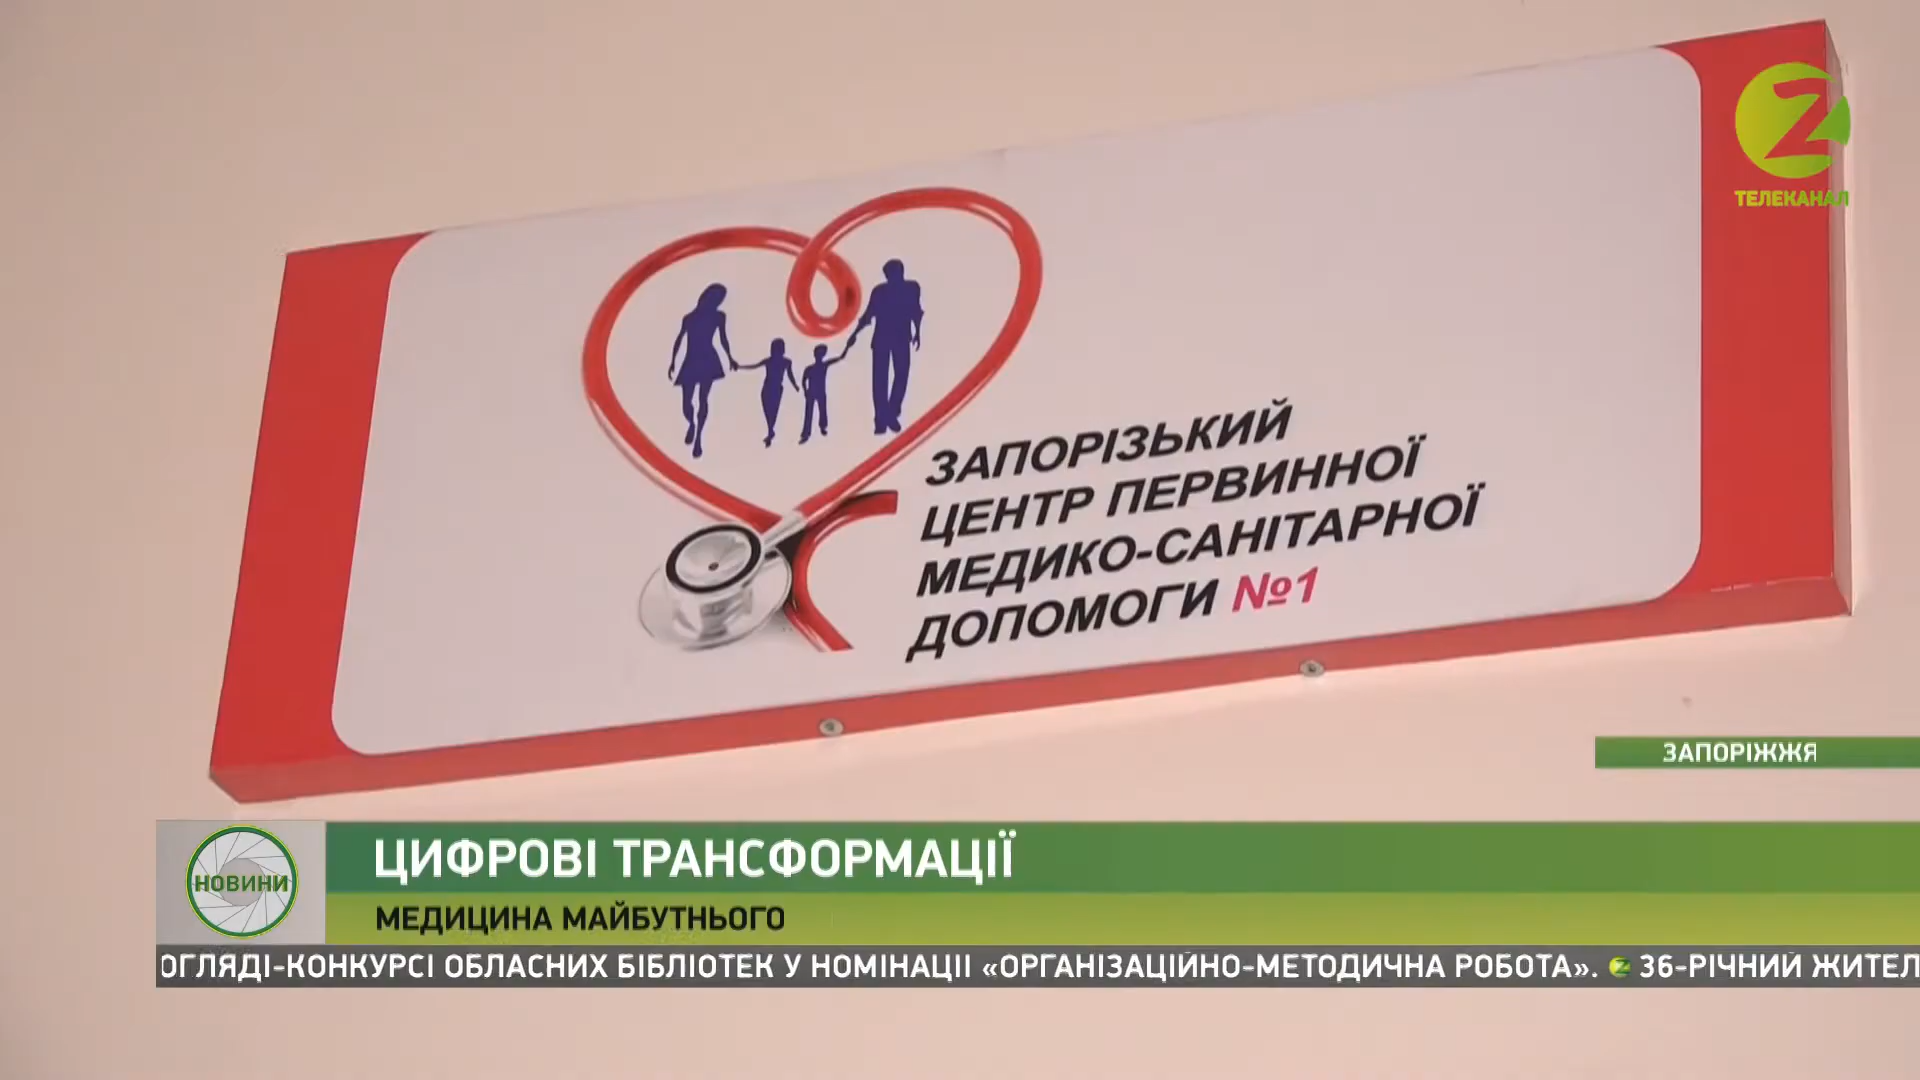 Z
ТЕЛЕКАНАЛ
ЗАПОРІЗЬКИЙ
ЦЕНТР ПЕРВИННОЇ
МЕДИКО-САНІТАРНОЇ
ДОПОМОГИ №1
ЗАПОРІЖЖЯ
ЦИФРОВІ ТРАНСФОРМАЦІЇ
НОВИНИ
МЕДИЦИНА МАЙБУТНЬОГО
ОГЛЯДІ-КОНКУРСІ ОБЛАСНИХ БІБЛІОТЕК У НОМІНАЦІІ «ОРГАНІЗАЦІЙНО-МЕТОДИЧНА РОБОТА». Z 36-РІЧНИЙ ЖИТЕЛ